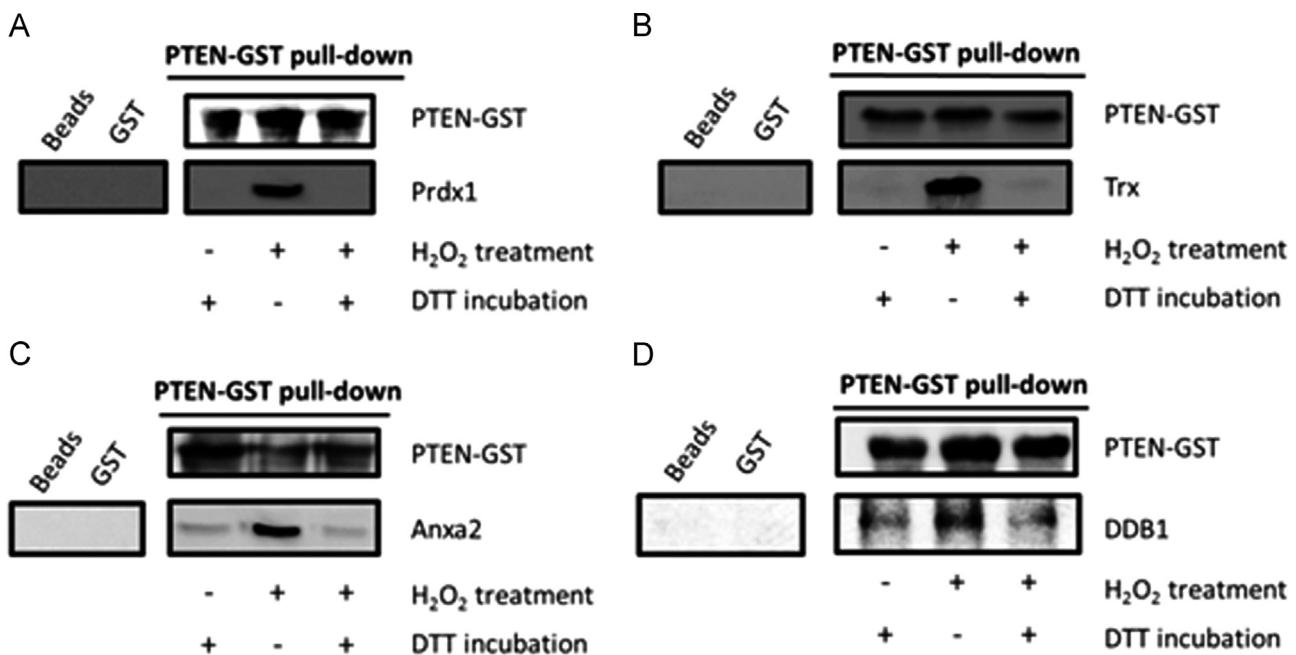 A
PTEN-GST pull-down
Beads GST
PTEN-GST
Prdx1
- + + H₂O₂ treatment
+ - + DTT incubation
B
PTEN-GST pull-down
Beads GST
PTEN-GST
Trx
- + + H₂O₂ treatment
+ - + DTT incubation
C
PTEN-GST pull-down
Beads GST
PTEN-GST
Anxa2
- + + H₂O₂ treatment
+ - + DTT incubation
D
PTEN-GST pull-down
Beads GST
PTEN-GST
DDB1
- + + H₂O₂ treatment
+ - + DTT incubation